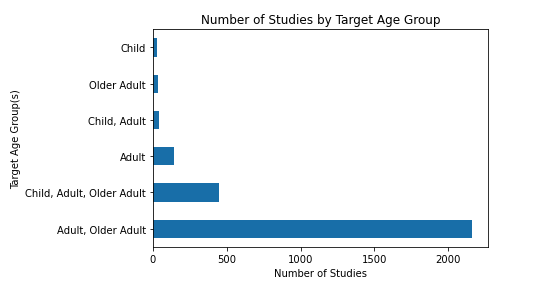 Number of Studies by Target Age Group
Target Age Group(s)
Child
Older Adult
Child, Adult
Adult
Child, Adult, Older Adult
Adult, Older Adult
0 500 1000 1500 2000
Number of Studies